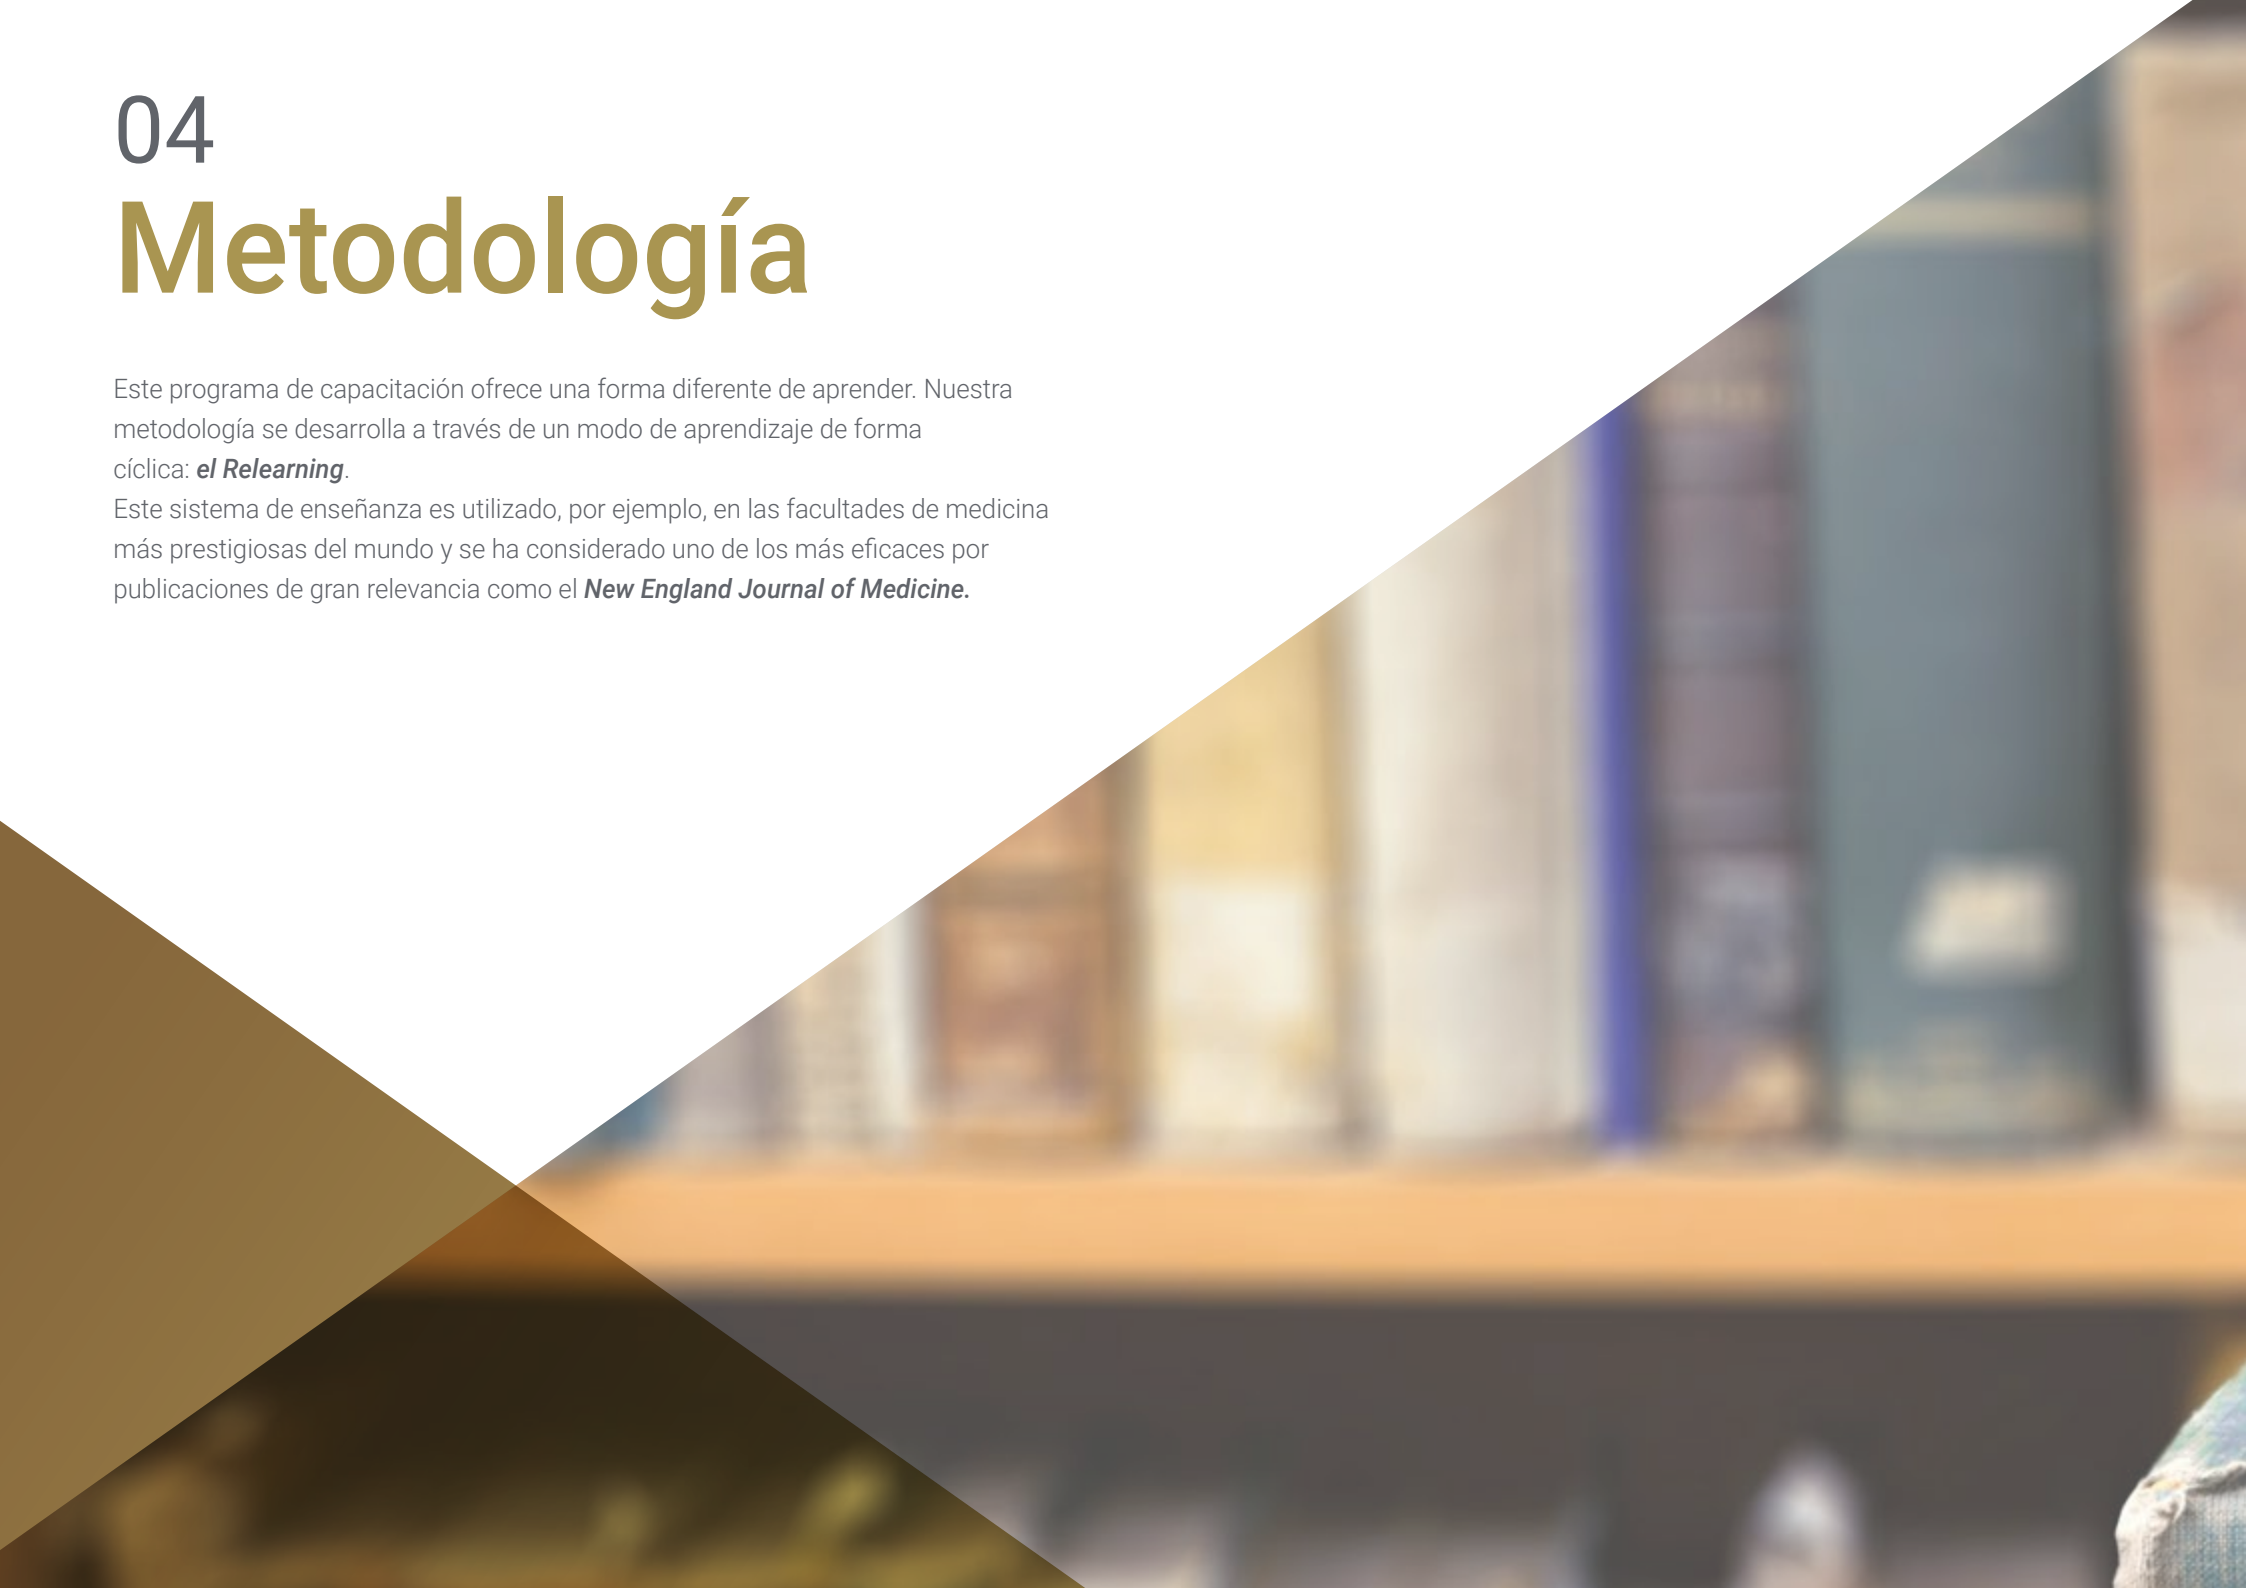 04
Metodología
Este programa de capacitación ofrece una forma diferente de aprender. Nuestra
metodología se desarrolla a través de un modo de aprendizaje de forma
cíclica: el Relearning.
Este sistema de enseñanza es utilizado, por ejemplo, en las facultades de medicina
más prestigiosas del mundo y se ha considerado uno de los más eficaces por
publicaciones de gran relevancia como el New England Journal of Medicine.